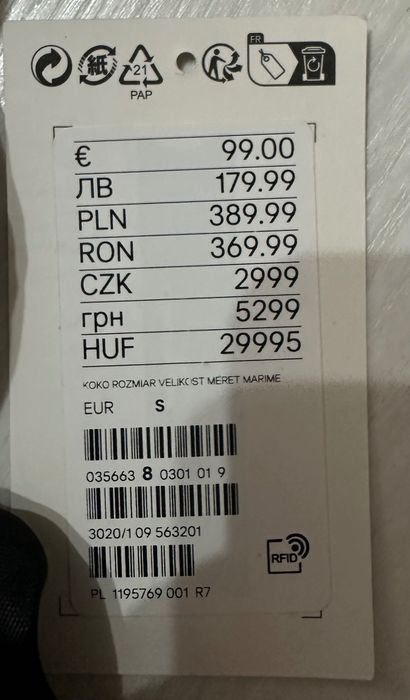 紙
21
PAP
FR
€ 99.00
ЛВ 179.99
PLN 389.99
RON 369.99
CZK 2999
грн 5299
HUF 29995
KOKO ROZMIAR VELIKOST MERET MARIME
EUR S
035663 8 0301 01 9
3020/1 09 563201
RFID
PL 1195769 001 R7